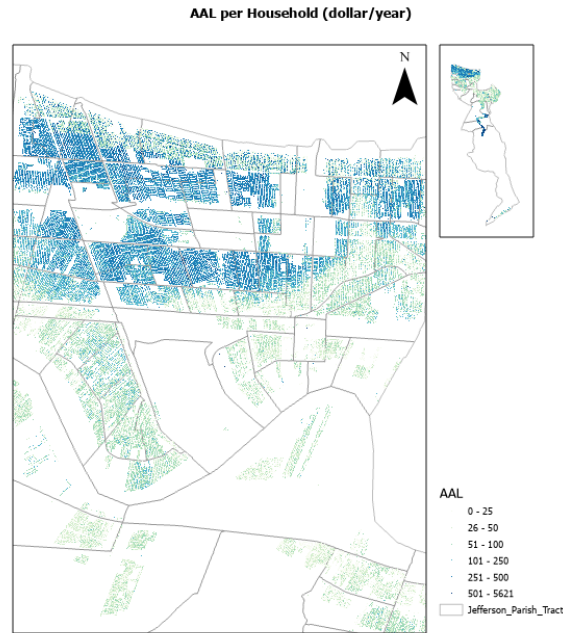 AAL per Household (dollar/year)
N
AAL
0 - 25
26 - 50
51 - 100
101 - 250
251 - 500
501 - 5621
Jefferson_Parish_Tract